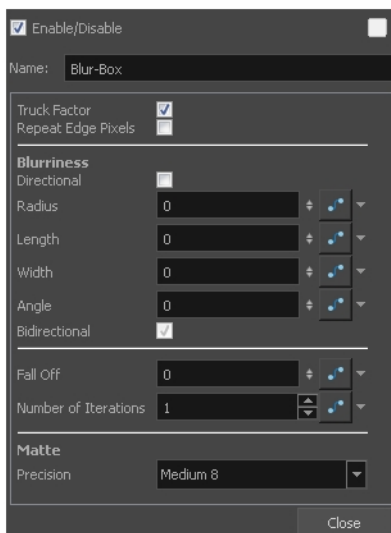 Enable/Disable
Name: Blur-Box
Truck Factor
Repeat Edge Pixels
Blurriness
Directional
Radius 0
Length 0
Width 0
Angle 0
Bidirectional
Fall Off 0
Number of Iterations 1
Matte
Precision Medium 8
Close